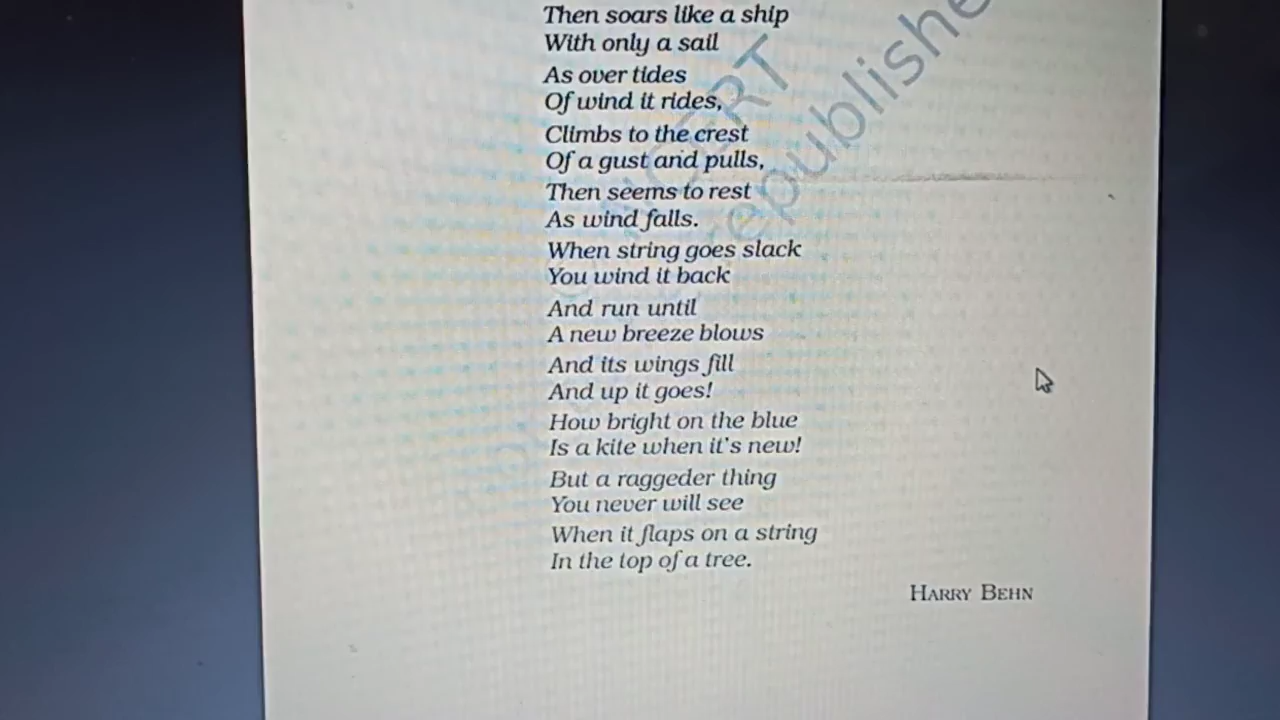 Then soars like a ship
With only a sail
As over tides
Of wind it rides,
Climbs to the crest
Of a gust and pulls,
Then seems to rest
As wind falls.
When string goes slack
You wind it back
And run until
A new breeze blows
And its wings fill
And up it goes!
How bright on the blue
Is a kite when it's new!
But a raggeder thing
You never will see
When it flaps on a string
In the top of a tree.
HARRY BEHN
NCERT
republishe